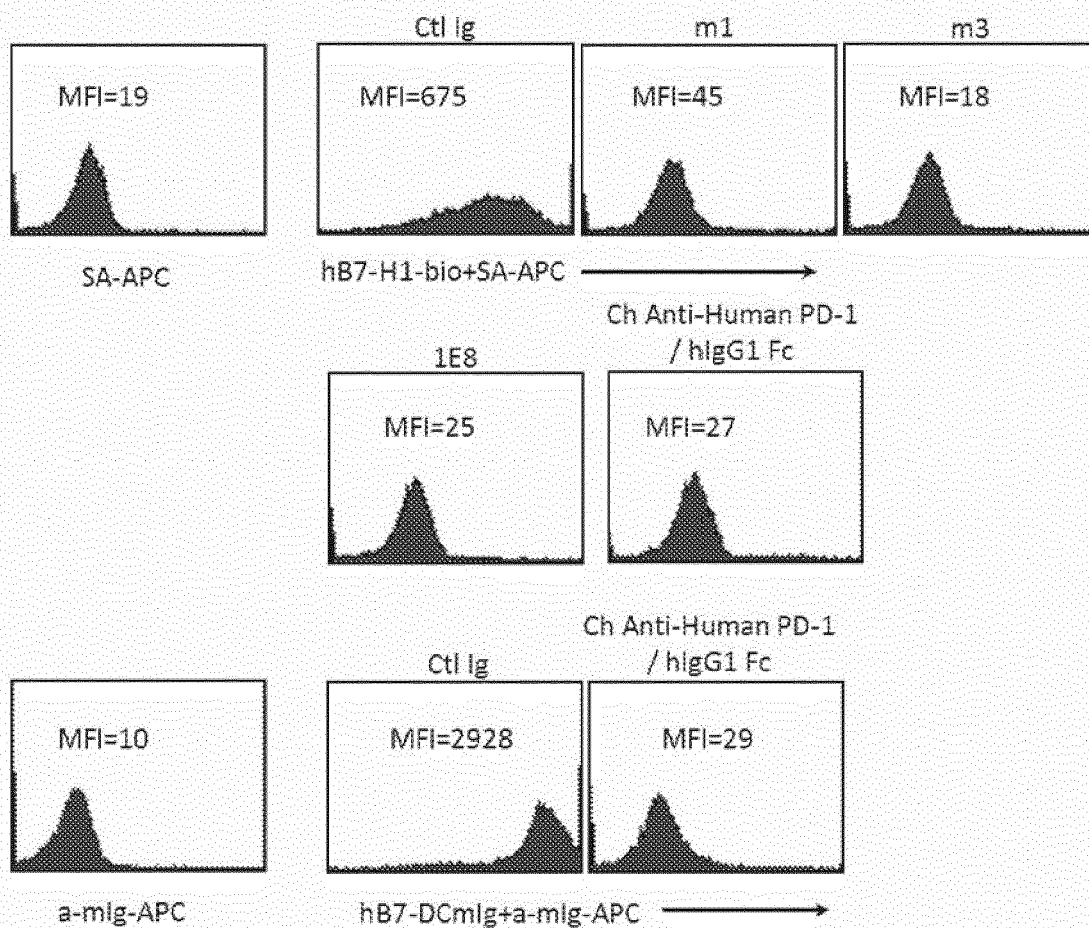 Ctl Ig
m1
m3
MFI=19
MFI=675
MFI=45
MFI=18
SA-APC
hB7-H1-bio+SA-APC
Ch Anti-Human PD-1
/ hIgG1 Fc
1E8
MFI=25
MFI=27
Ch Anti-Human PD-1
/ hIgG1 Fc
Ctl Ig
MFI=10
MFI=2928
MFI=29
a-mIg-APC
hB7-DCmIg+a-mIg-APC